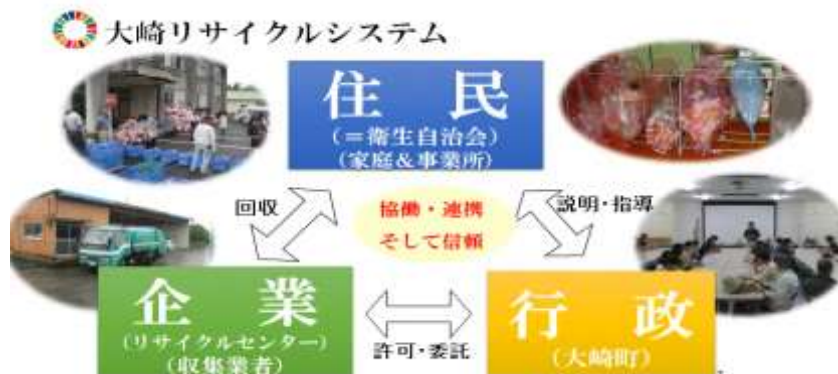 大崎リサイクルシステム
住 民
(＝衛生自治会)
(家庭&事業所)
回収
協働・連携
そして信頼
説明・指導
企 業
(リサイクルセンター)
(収集業者)
許可・委託
行 政
(大崎町)